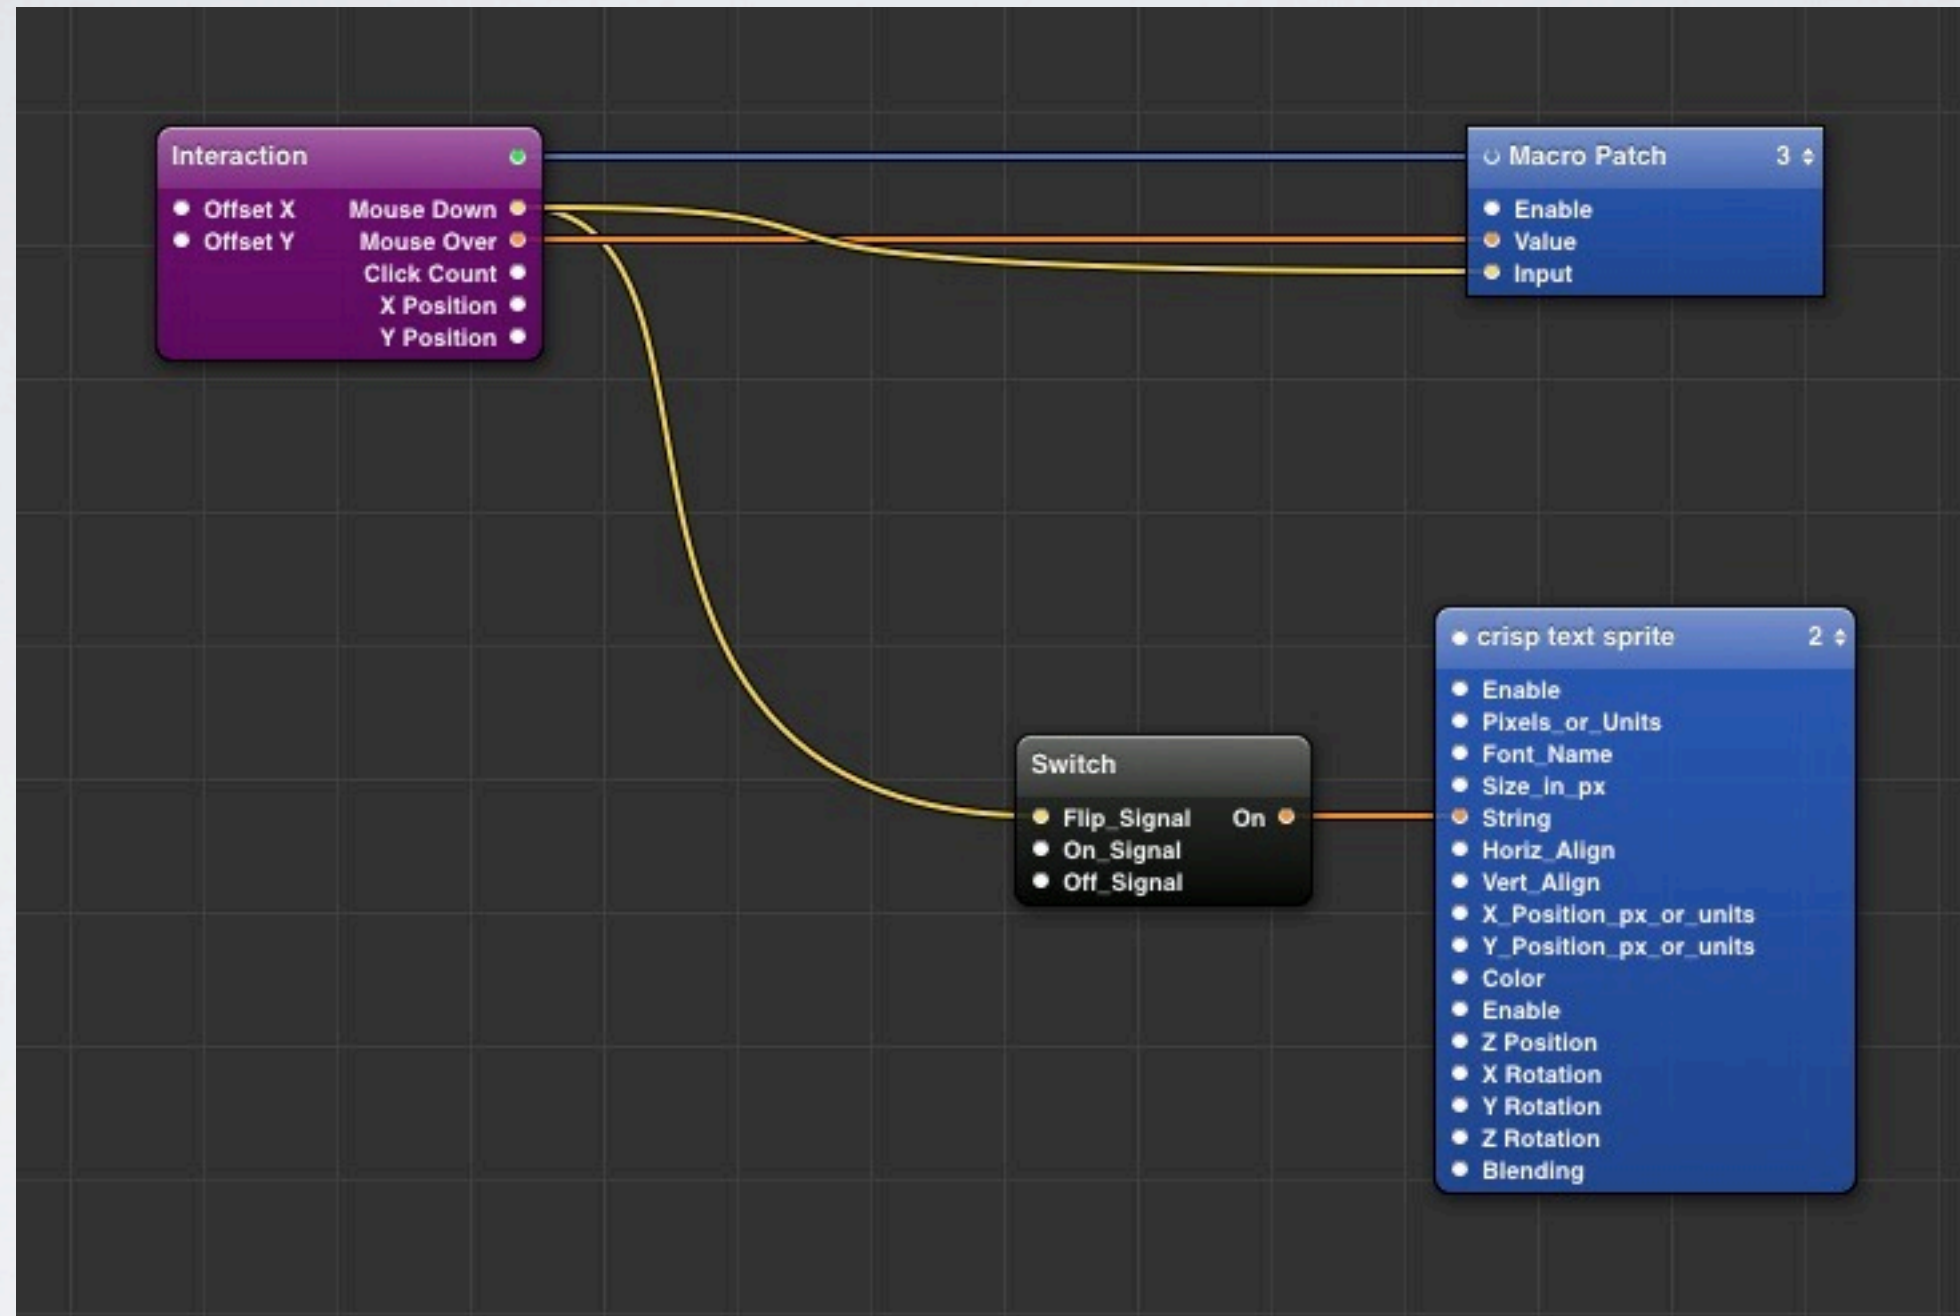 Interaction
Offset X Mouse Down
Offset Y Mouse Over
Click Count
X Position
Y Position
Macro Patch 3
Enable
Value
Input
Switch
Flip_Signal On
On_Signal
Off_Signal
crisp text sprite 2
Enable
Pixels_or_Units
Font_Name
Size_in_px
String
Horiz_Align
Vert_Align
X_Position_px_or_units
Y_Position_px_or_units
Color
Enable
Z Position
X Rotation
Y Rotation
Z Rotation
Blending